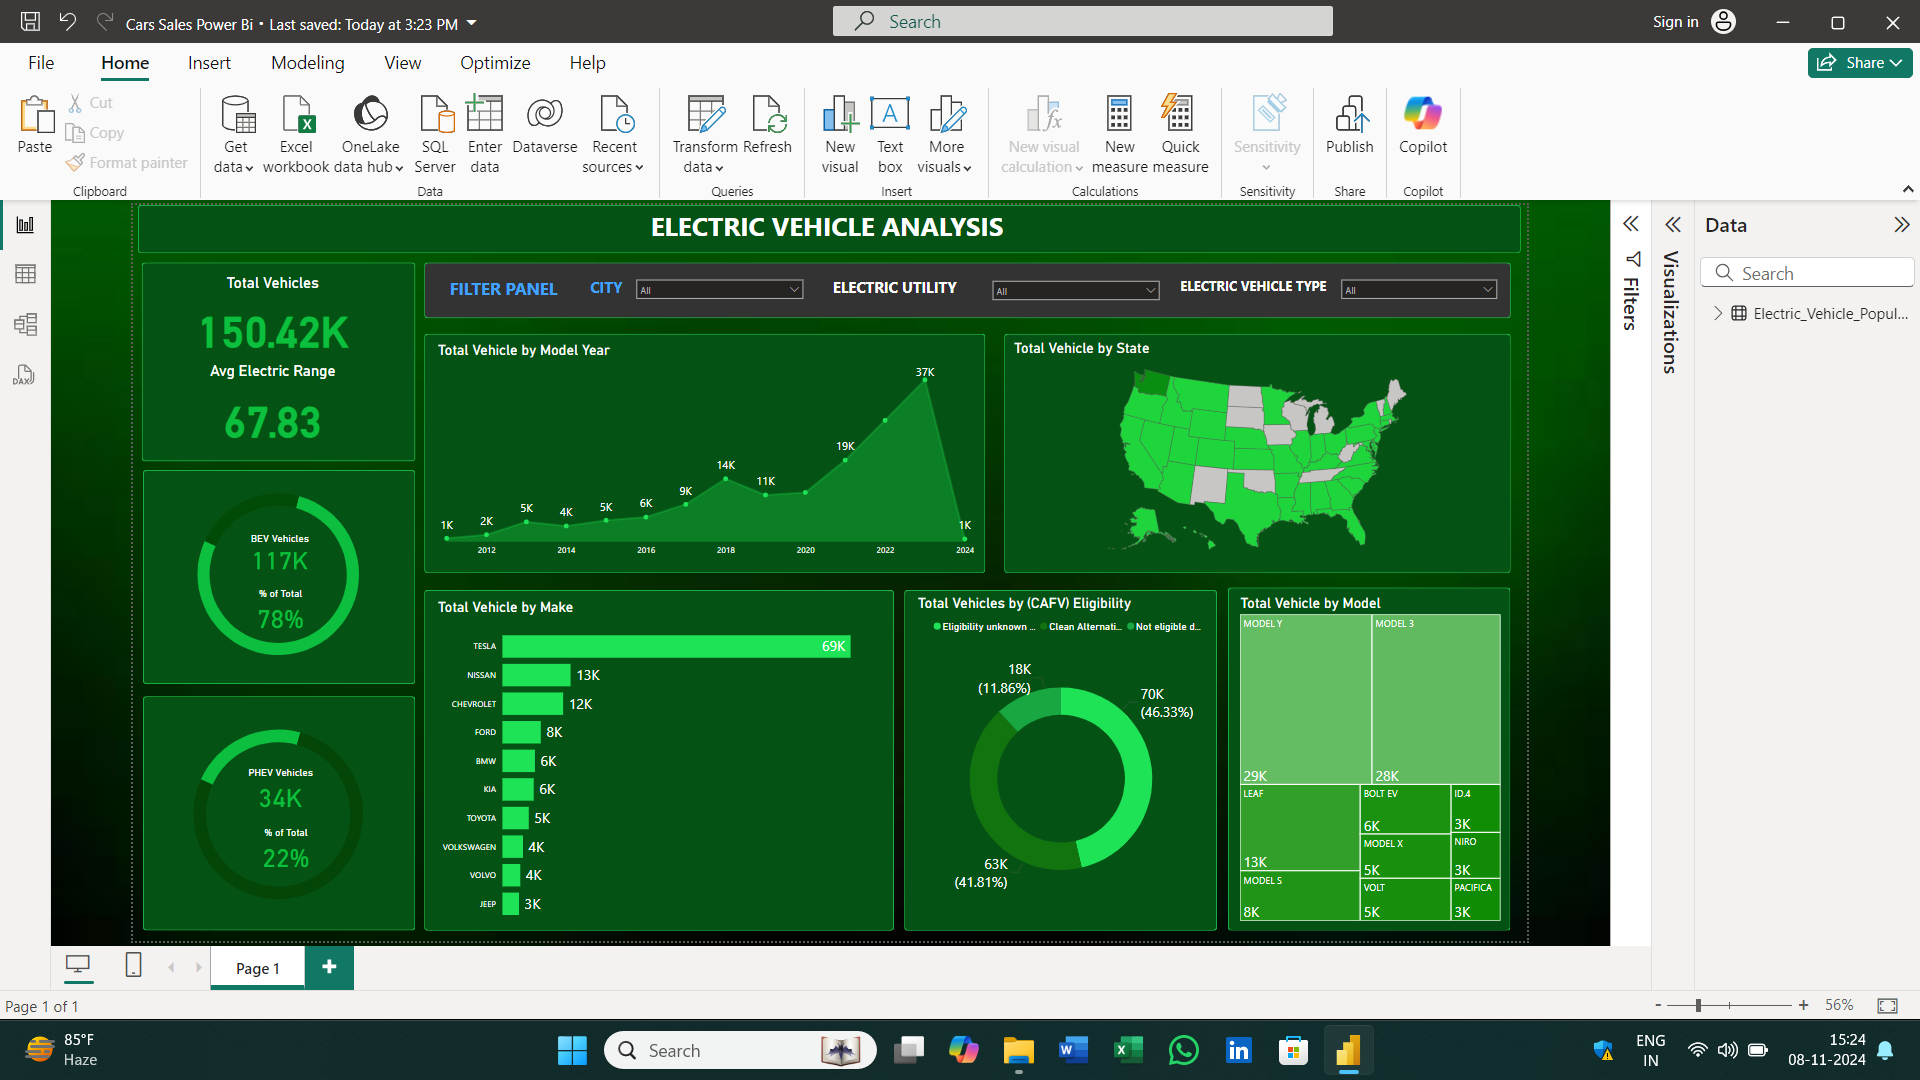 Cars Sales Power Bi • Last saved: Today at 3:23 PM
Search
Sign in
File
Home
Insert
Modeling
View
Optimize
Help
Share
Paste
Cut
Copy
Format painter
Clipboard
Get data
Excel workbook
OneLake data hub
SQL Server
Enter data
Dataverse
Recent sources
Data
Transform data
Refresh
Queries
New visual
Text box
More visuals
Insert
New visual calculation
New measure
Quick measure
Calculations
Sensitivity
Sensitivity
Publish
Share
Copilot
Copilot
ELECTRIC VEHICLE ANALYSIS
Total Vehicles
150.42K
Avg Electric Range
67.83
FILTER PANEL
CITY
All
ELECTRIC UTILITY
All
ELECTRIC VEHICLE TYPE
All
Total Vehicle by Model Year
1K
2K
5K
4K
5K
6K
9K
14K
11K
19K
37K
1K
2012
2014
2016
2018
2020
2022
2024
Total Vehicle by State
BEV Vehicles
117K
% of Total
78%
PHEV Vehicles
34K
% of Total
22%
Total Vehicle by Make
TESLA 69K
NISSAN 13K
CHEVROLET 12K
FORD 8K
BMW 6K
KIA 6K
TOYOTA 5K
VOLKSWAGEN 4K
VOLVO 4K
JEEP 3K
Total Vehicles by (CAFV) Eligibility
Eligibility unknown ...
Clean Alternati...
Not eligible d...
18K
(11.86%)
70K
(46.33%)
63K
(41.81%)
Total Vehicle by Model
MODEL Y
29K
MODEL 3
28K
LEAF
13K
MODEL S
8K
BOLT EV
6K
MODEL X
5K
VOLT
5K
ID.4
3K
NIRO
3K
PACIFICA
3K
Filters
Visualizations
Data
Search
Electric_Vehicle_Popul...
DAX
Page 1
Page 1 of 1
56%
85°F
Haze
Search
ENG
IN
15:24
08-11-2024